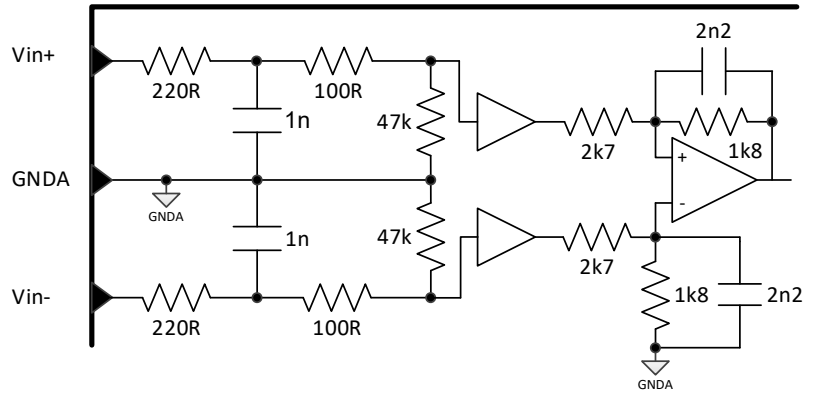 2n2
Vin+
220R
100R
1n
47k
2k7
1k8
+
GNDA
GNDA
-
1n
47k
2k7
Vin-
220R
100R
1k8
2n2
GNDA